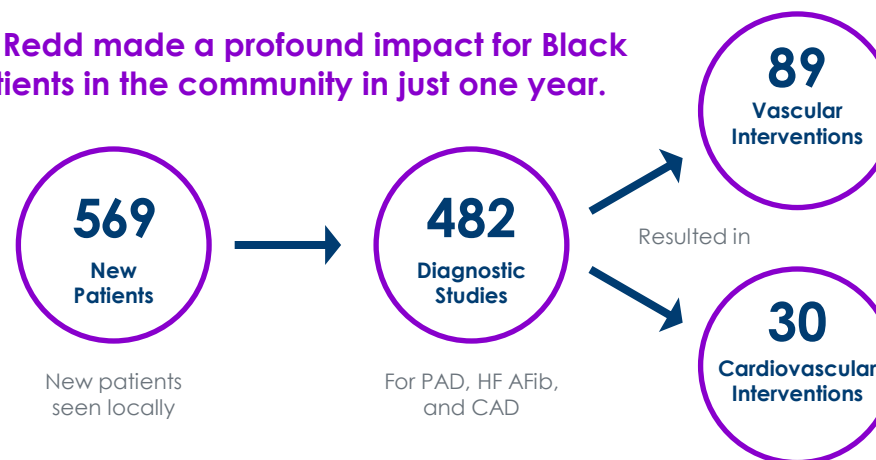 Redd made a profound impact for Black
tients in the community in just one year.
89
Vascular
Interventions
569
New
Patients
482
Diagnostic
Studies
Resulted in
30
Cardiovascular
Interventions
New patients
seen locally
For PAD, HF AFib,
and CAD